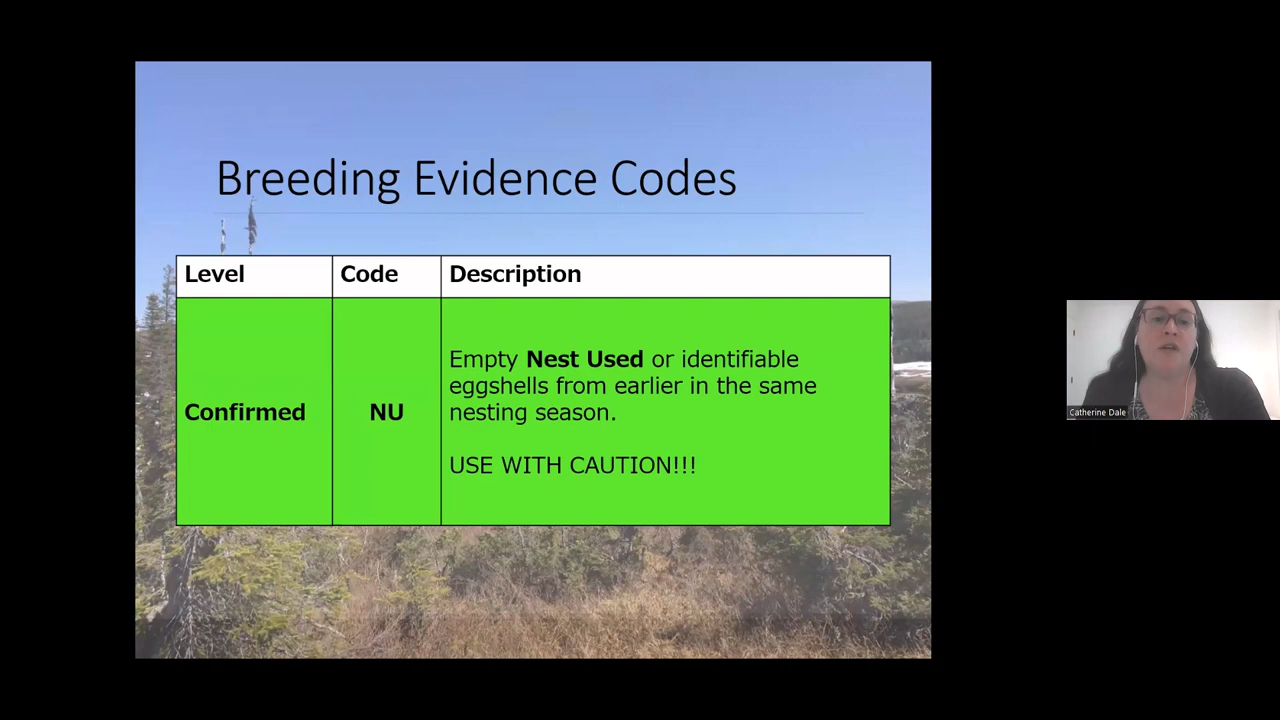 Breeding Evidence Codes
Level Code Description
Confirmed NU
Empty Nest Used or identifiable
eggshells from earlier in the same
nesting season.
USE WITH CAUTION!!!
Catherine Dale